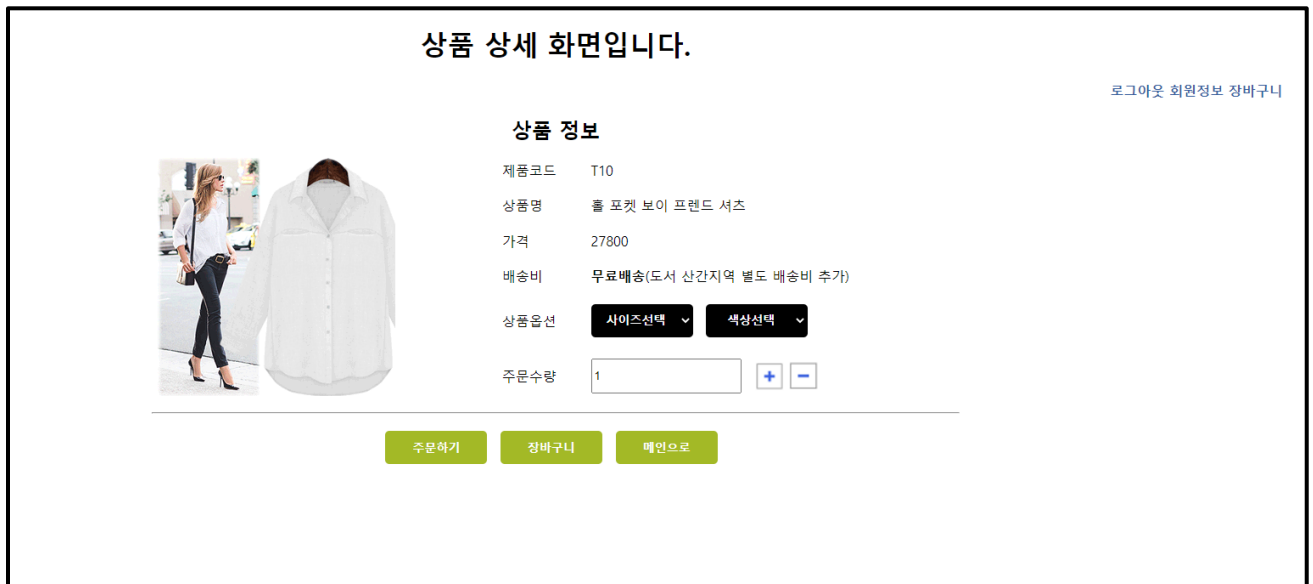 상품 상세 화면입니다.
로그아웃 회원정보 장바구니
상품 정보
제품코드 T10
상품명 홀 포켓 보이 프렌드 셔츠
가격 27800
배송비 무료배송(도서 산간지역 별도 배송비 추가)
상품옵션 사이즈선택 색상선택
주문수량 1 + -
주문하기 장바구니 메인으로